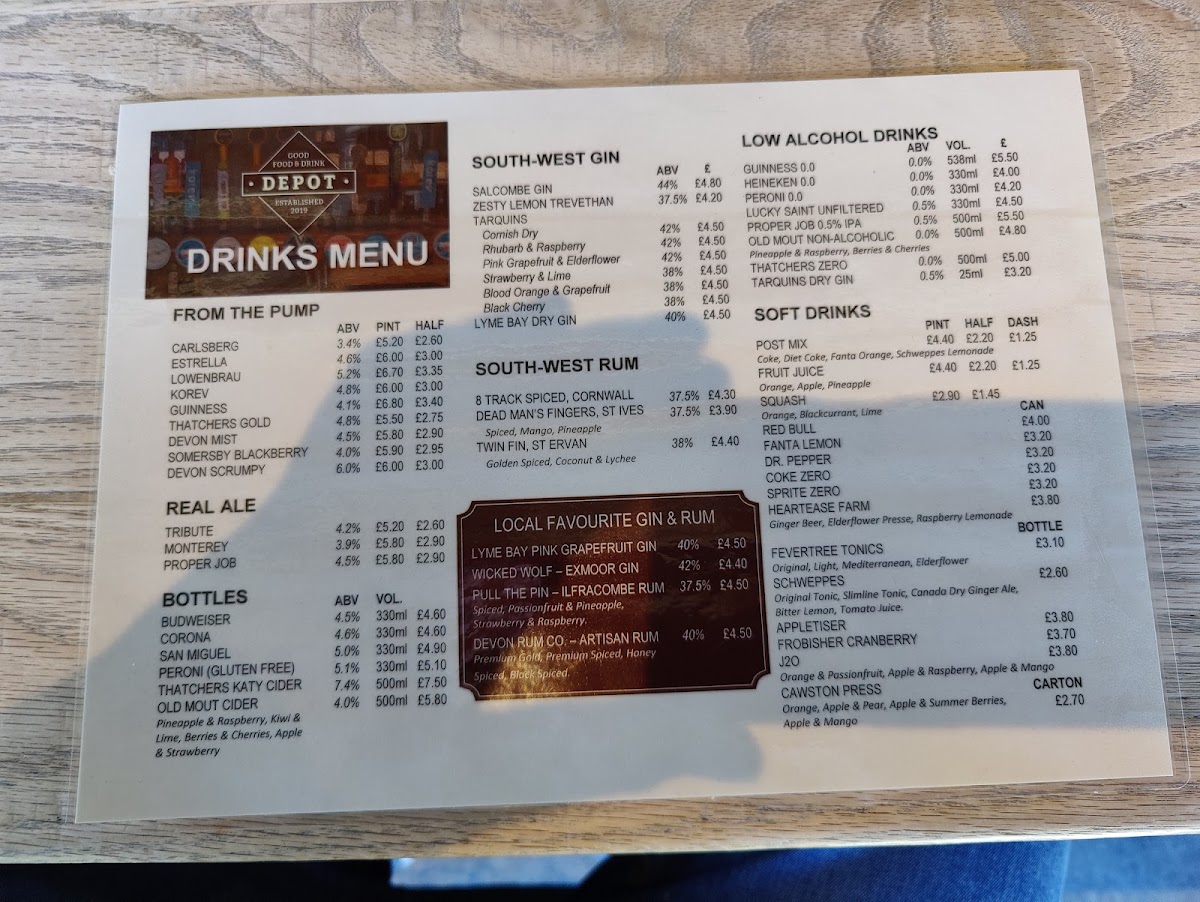 GOOD
FOOD & DRINK
DEPOT
ESTABLISHED
2019
DRINKS MENU
FROM THE PUMP
ABV PINT HALF
CARLSBERG 3.4% £5.20 £2.60
ESTRELLA 4.6% £6.00 £3.00
LOWENBRAU 5.2% £6.70 £3.35
KOREV 4.8% £6.00 £3.00
GUINNESS 4.1% £6.80 £3.40
THATCHERS GOLD 4.8% £5.50 £2.75
DEVON MIST 4.5% £5.80 £2.90
SOMERSBY BLACKBERRY 4.0% £5.90 £2.95
DEVON SCRUMPY 6.0% £6.00 £3.00
REAL ALE
TRIBUTE 4.2% £5.20 £2.60
MONTEREY 3.9% £5.80 £2.90
PROPER JOB 4.5% £5.80 £2.90
BOTTLES ABV VOL.
BUDWEISER 4.5% 330ml £4.60
CORONA 4.6% 330ml £4.60
SAN MIGUEL 5.0% 330ml £4.90
PERONI (GLUTEN FREE) 5.1% 330ml £5.10
THATCHERS KATY CIDER 7.4% 500ml £7.50
OLD MOUT CIDER 4.0% 500ml £5.80
Pineapple & Raspberry, Kiwi &
Lime, Berries & Cherries, Apple
& Strawberry
SOUTH-WEST GIN
ABV £
SALCOMBE GIN 44% £4.80
ZESTY LEMON TREVETHAN 37.5% £4.20
TARQUINS
Cornish Dry 42% £4.50
Rhubarb & Raspberry 42% £4.50
Pink Grapefruit & Elderflower 42% £4.50
Strawberry & Lime 38% £4.50
Blood Orange & Grapefruit 38% £4.50
Black Cherry 38% £4.50
LYME BAY DRY GIN 40% £4.50
SOUTH-WEST RUM
8 TRACK SPICED, CORNWALL 37.5% £4.30
DEAD MAN'S FINGERS, ST IVES 37.5% £3.90
Spiced, Mango, Pineapple
TWIN FIN, ST ERVAN 38% £4.40
Golden Spiced, Coconut & Lychee
LOCAL FAVOURITE GIN & RUM
LYME BAY PINK GRAPEFRUIT GIN 40% £4.50
WICKED WOLF – EXMOOR GIN 42% £4.40
PULL THE PIN – ILFRACOMBE RUM 37.5% £4.50
Spiced, Passionfruit & Pineapple,
Strawberry & Raspberry.
DEVON RUM CO. – ARTISAN RUM 40% £4.50
Premium Gold, Premium Spiced, Honey
Spiced, Black Spiced.
LOW ALCOHOL DRINKS
ABV VOL. £
GUINNESS 0.0 0.0% 538ml £5.50
HEINEKEN 0.0 0.0% 330ml £4.00
PERONI 0.0 0.0% 330ml £4.20
LUCKY SAINT UNFILTERED 0.5% 330ml £4.50
PROPER JOB 0.5% IPA 0.5% 500ml £5.50
OLD MOUT NON-ALCOHOLIC 0.0% 500ml £4.80
Pineapple & Raspberry, Berries & Cherries
THATCHERS ZERO 0.0% 500ml £5.00
TARQUINS DRY GIN 0.5% 25ml £3.20
SOFT DRINKS
PINT HALF DASH
POST MIX £4.40 £2.20 £1.25
Coke, Diet Coke, Fanta Orange, Schweppes Lemonade
FRUIT JUICE £4.40 £2.20 £1.25
Orange, Apple, Pineapple
SQUASH £2.90 £1.45
Orange, Blackcurrant, Lime
CAN
RED BULL £4.00
FANTA LEMON £3.20
DR. PEPPER £3.20
COKE ZERO £3.20
SPRITE ZERO £3.20
HEARTEASE FARM £3.80
Ginger Beer, Elderflower Presse, Raspberry Lemonade
BOTTLE
FEVERTREE TONICS £3.10
Original, Light, Mediterranean, Elderflower
SCHWEPPES £2.60
Original Tonic, Slimline Tonic, Canada Dry Ginger Ale,
Bitter Lemon, Tomato Juice.
APPLETISER £3.80
FROBISHER CRANBERRY £3.70
J2O £3.80
Orange & Passionfruit, Apple & Raspberry, Apple & Mango
CARTON
CAWSTON PRESS £2.70
Orange, Apple & Pear, Apple & Summer Berries,
Apple & Mango